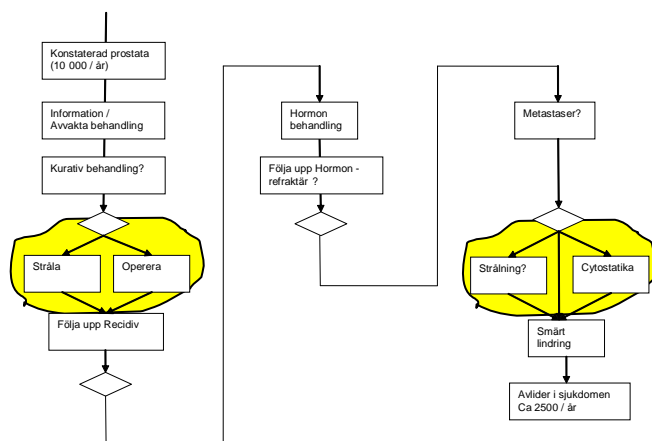 Konstaterad prostata
(10 000 / år)
Information /
Avvakta behandling
Kurativ behandling?
Stråla
Operera
Följa upp Recidiv
Hormon
behandling
Följa upp Hormon -
refraktär ?
Metastaser?
Strålning?
Cytostatika
Smärt
lindring
Avlider i sjukdomen
Ca 2500 / år